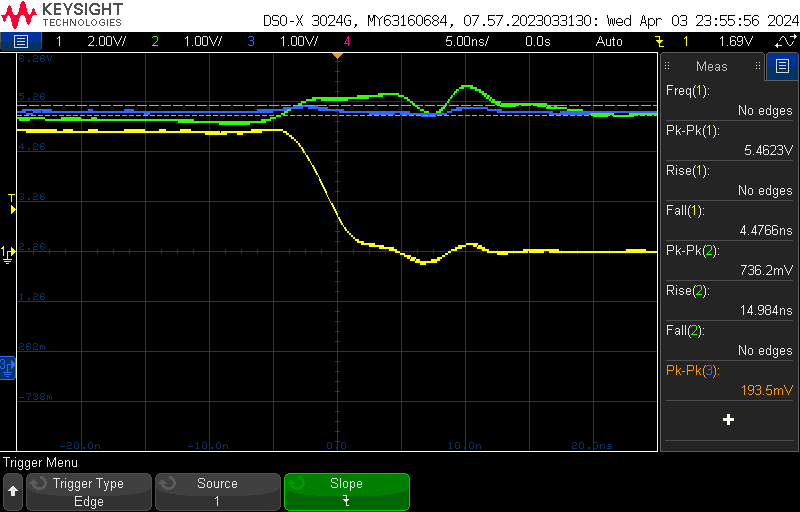 KEYSIGHT
TECHNOLOGIES
DSO-X 3024G, MY63160684, 07.57.2023033130: Wed Apr 03 23:55:56 2024
1 2.00V/ 2 1.00V/ 3 1.00V/ 4 5.00ns/ 0.0s Auto 1 1.69V
6.26V
5.26
4.26
3.26
2.26
1.26
262m
-738m
T
1
3
-20.0n -10.0n 0.0 10.0n 20.0ns
Meas
Freq(1):
No edges
Pk-Pk(1):
5.4623V
Rise(1):
No edges
Fall(1):
4.4766ns
Pk-Pk(2):
736.2mV
Rise(2):
14.984ns
Fall(2):
No edges
Pk-Pk(3):
193.5mV
+
Trigger Menu
Trigger Type
Edge
Source
1
Slope